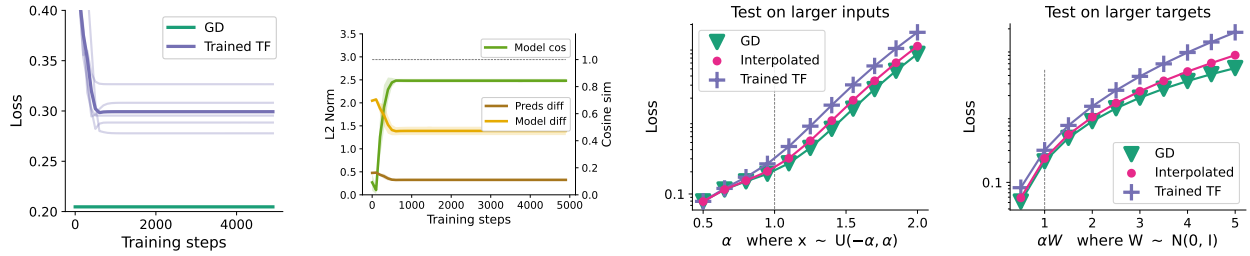 0.40
0.35
0.30
0.25
0.20
Loss
GD
Trained TF
0
2000
4000
Training steps
3.5
3.0
2.5
2.0
1.5
1.0
0.5
0.0
L2 Norm
Model cos
Preds diff
Model diff
1.0
0.8
0.6
0.4
0.2
0.0
Cosine sim
0
1000
2000
3000
4000
5000
Training steps
Test on larger inputs
Loss
GD
Interpolated
Trained TF
0.1
0.5
1.0
1.5
2.0
α where x ~ U(−α, α)
Test on larger targets
Loss
0.1
GD
Interpolated
Trained TF
1
2
3
4
5
αW where W ~ N(0, I)